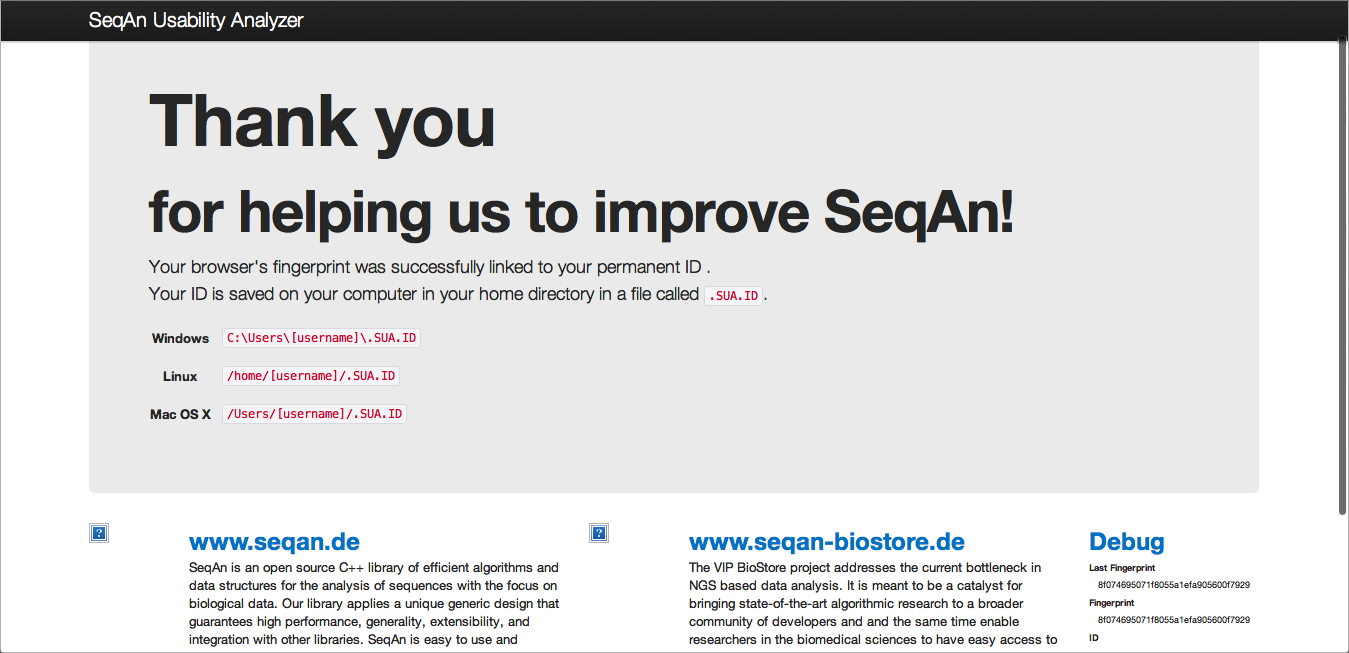 SeqAn Usability Analyzer
Thank you
for helping us to improve SeqAn!
Your browser's fingerprint was successfully linked to your permanent ID .
Your ID is saved on your computer in your home directory in a file called .SUA.ID.
Windows C:\Users\[username]\.SUA.ID
Linux /home/[username]/.SUA.ID
Mac OS X /Users/[username]/.SUA.ID
?
www.seqan.de
SeqAn is an open source C++ library of efficient algorithms and
data structures for the analysis of sequences with the focus on
biological data. Our library applies a unique generic design that
guarantees high performance, generality, extensibility, and
integration with other libraries. SeqAn is easy to use and
?
www.seqan-biostore.de
The VIP BioStore project addresses the current bottleneck in
NGS based data analysis. It is meant to be a catalyst for
bringing state-of-the-art algorithmic research to a broader
community of developers and and the same time enable
researchers in the biomedical sciences to have easy access to
Debug
Last Fingerprint
8f074695071f8055a1efa905600f7929
Fingerprint
8f074695071f8055a1efa905600f7929
ID